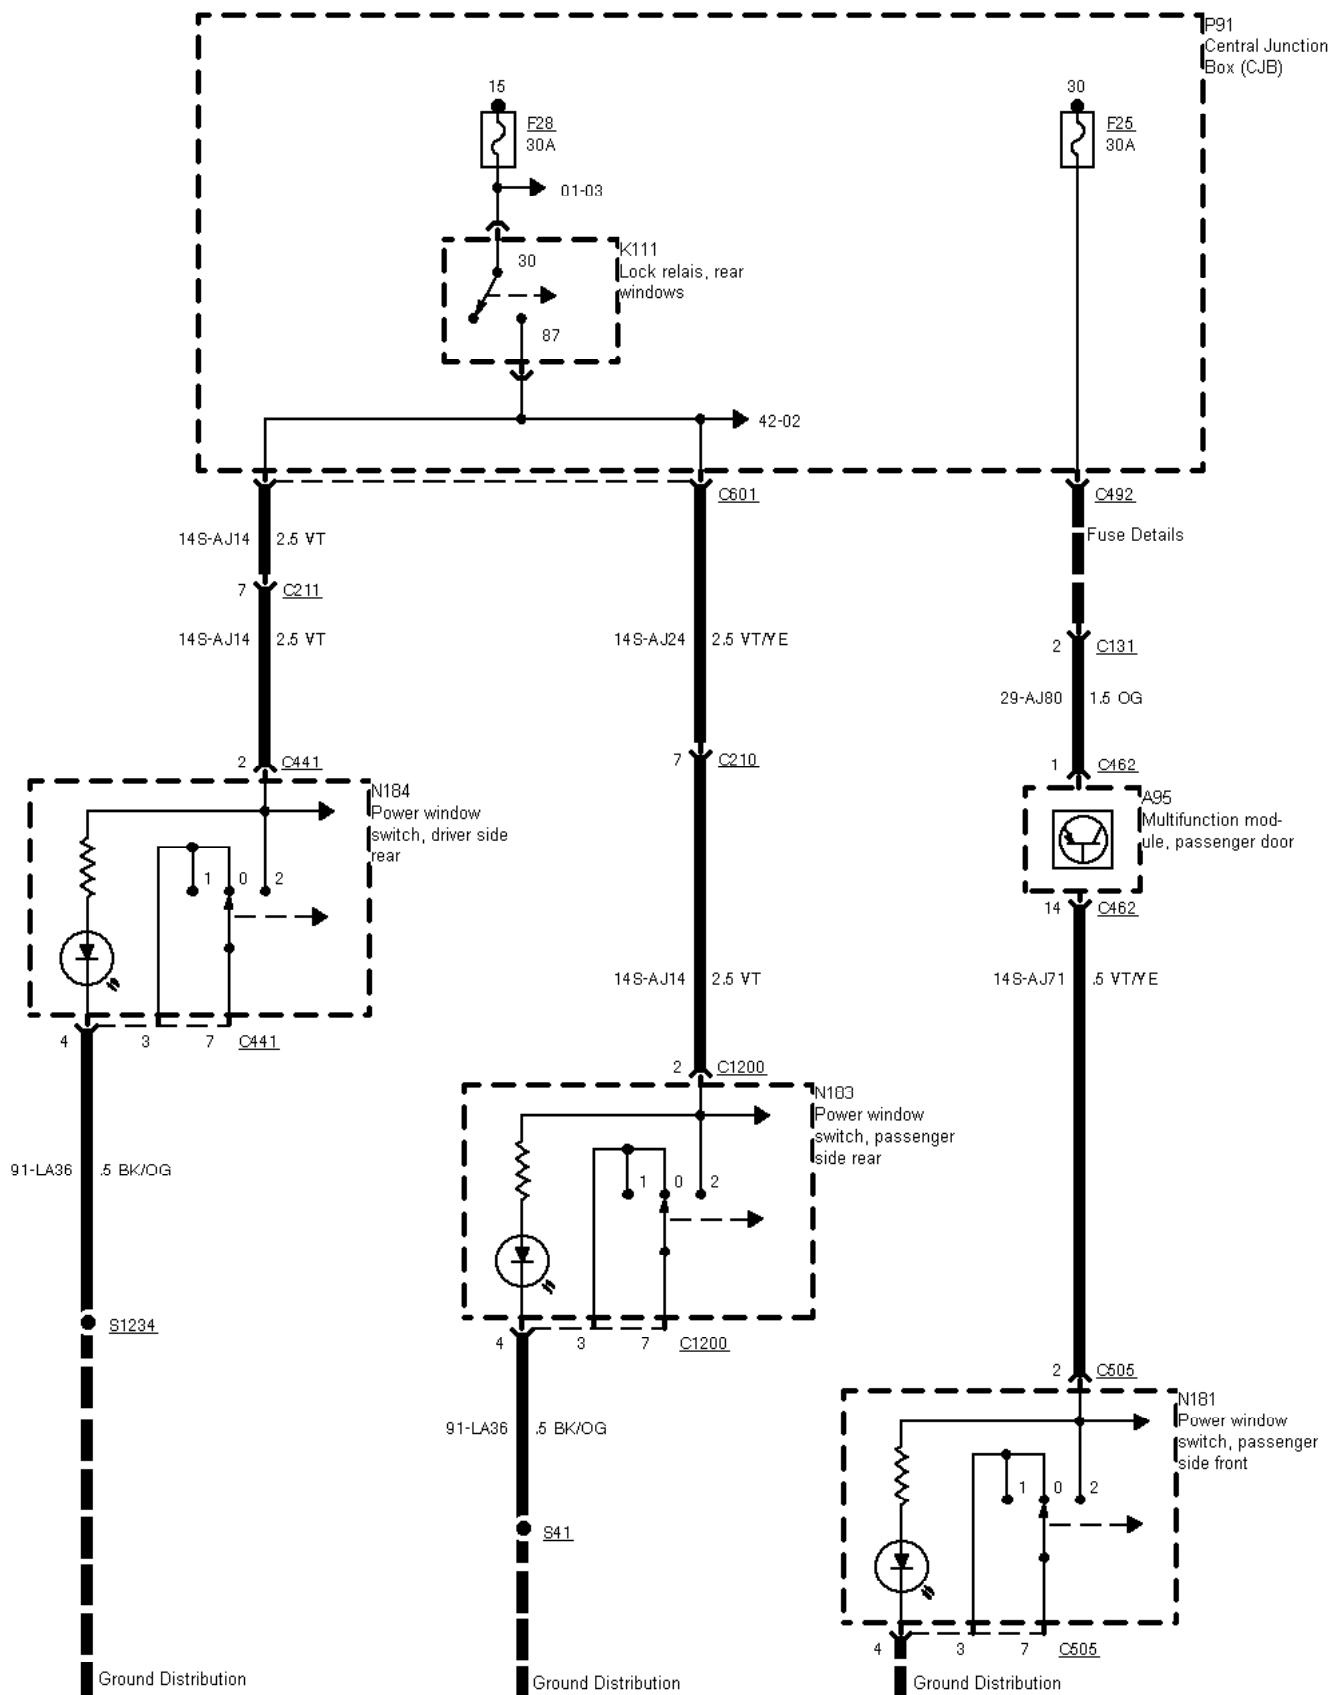 P91
Central Junction
Box (CJB)
15
30
F28
30A
F25
30A
01-03
K111
Lock relais, rear
windows
30
87
42-02
C601
C492
Fuse Details
14S-AJ14 2.5 VT
7 C211
14S-AJ14 2.5 VT
14S-AJ24 2.5 VT/YE
2 C131
29-AJ80 1.5 OG
2 C441
7 C210
1 C462
N184
Power window
switch, driver side
rear
1 0 2
A95
Multifunction mod-
ule, passenger door
14 C462
14S-AJ14 2.5 VT
14S-AJ71 .5 VT/YE
4 3 7 C441
2 C1200
N183
Power window
switch, passenger
side rear
1 0 2
91-LA36 .5 BK/OG
S1234
4 3 7 C1200
2 C505
N181
Power window
switch, passenger
side front
1 0 2
91-LA36 .5 BK/OG
S41
4 3 7 C505
Ground Distribution
Ground Distribution
Ground Distribution